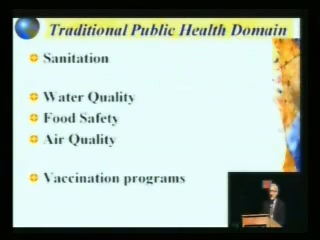 Traditional Public Health Domain
Sanitation
Water Quality
Food Safety
Air Quality
Vaccination programs